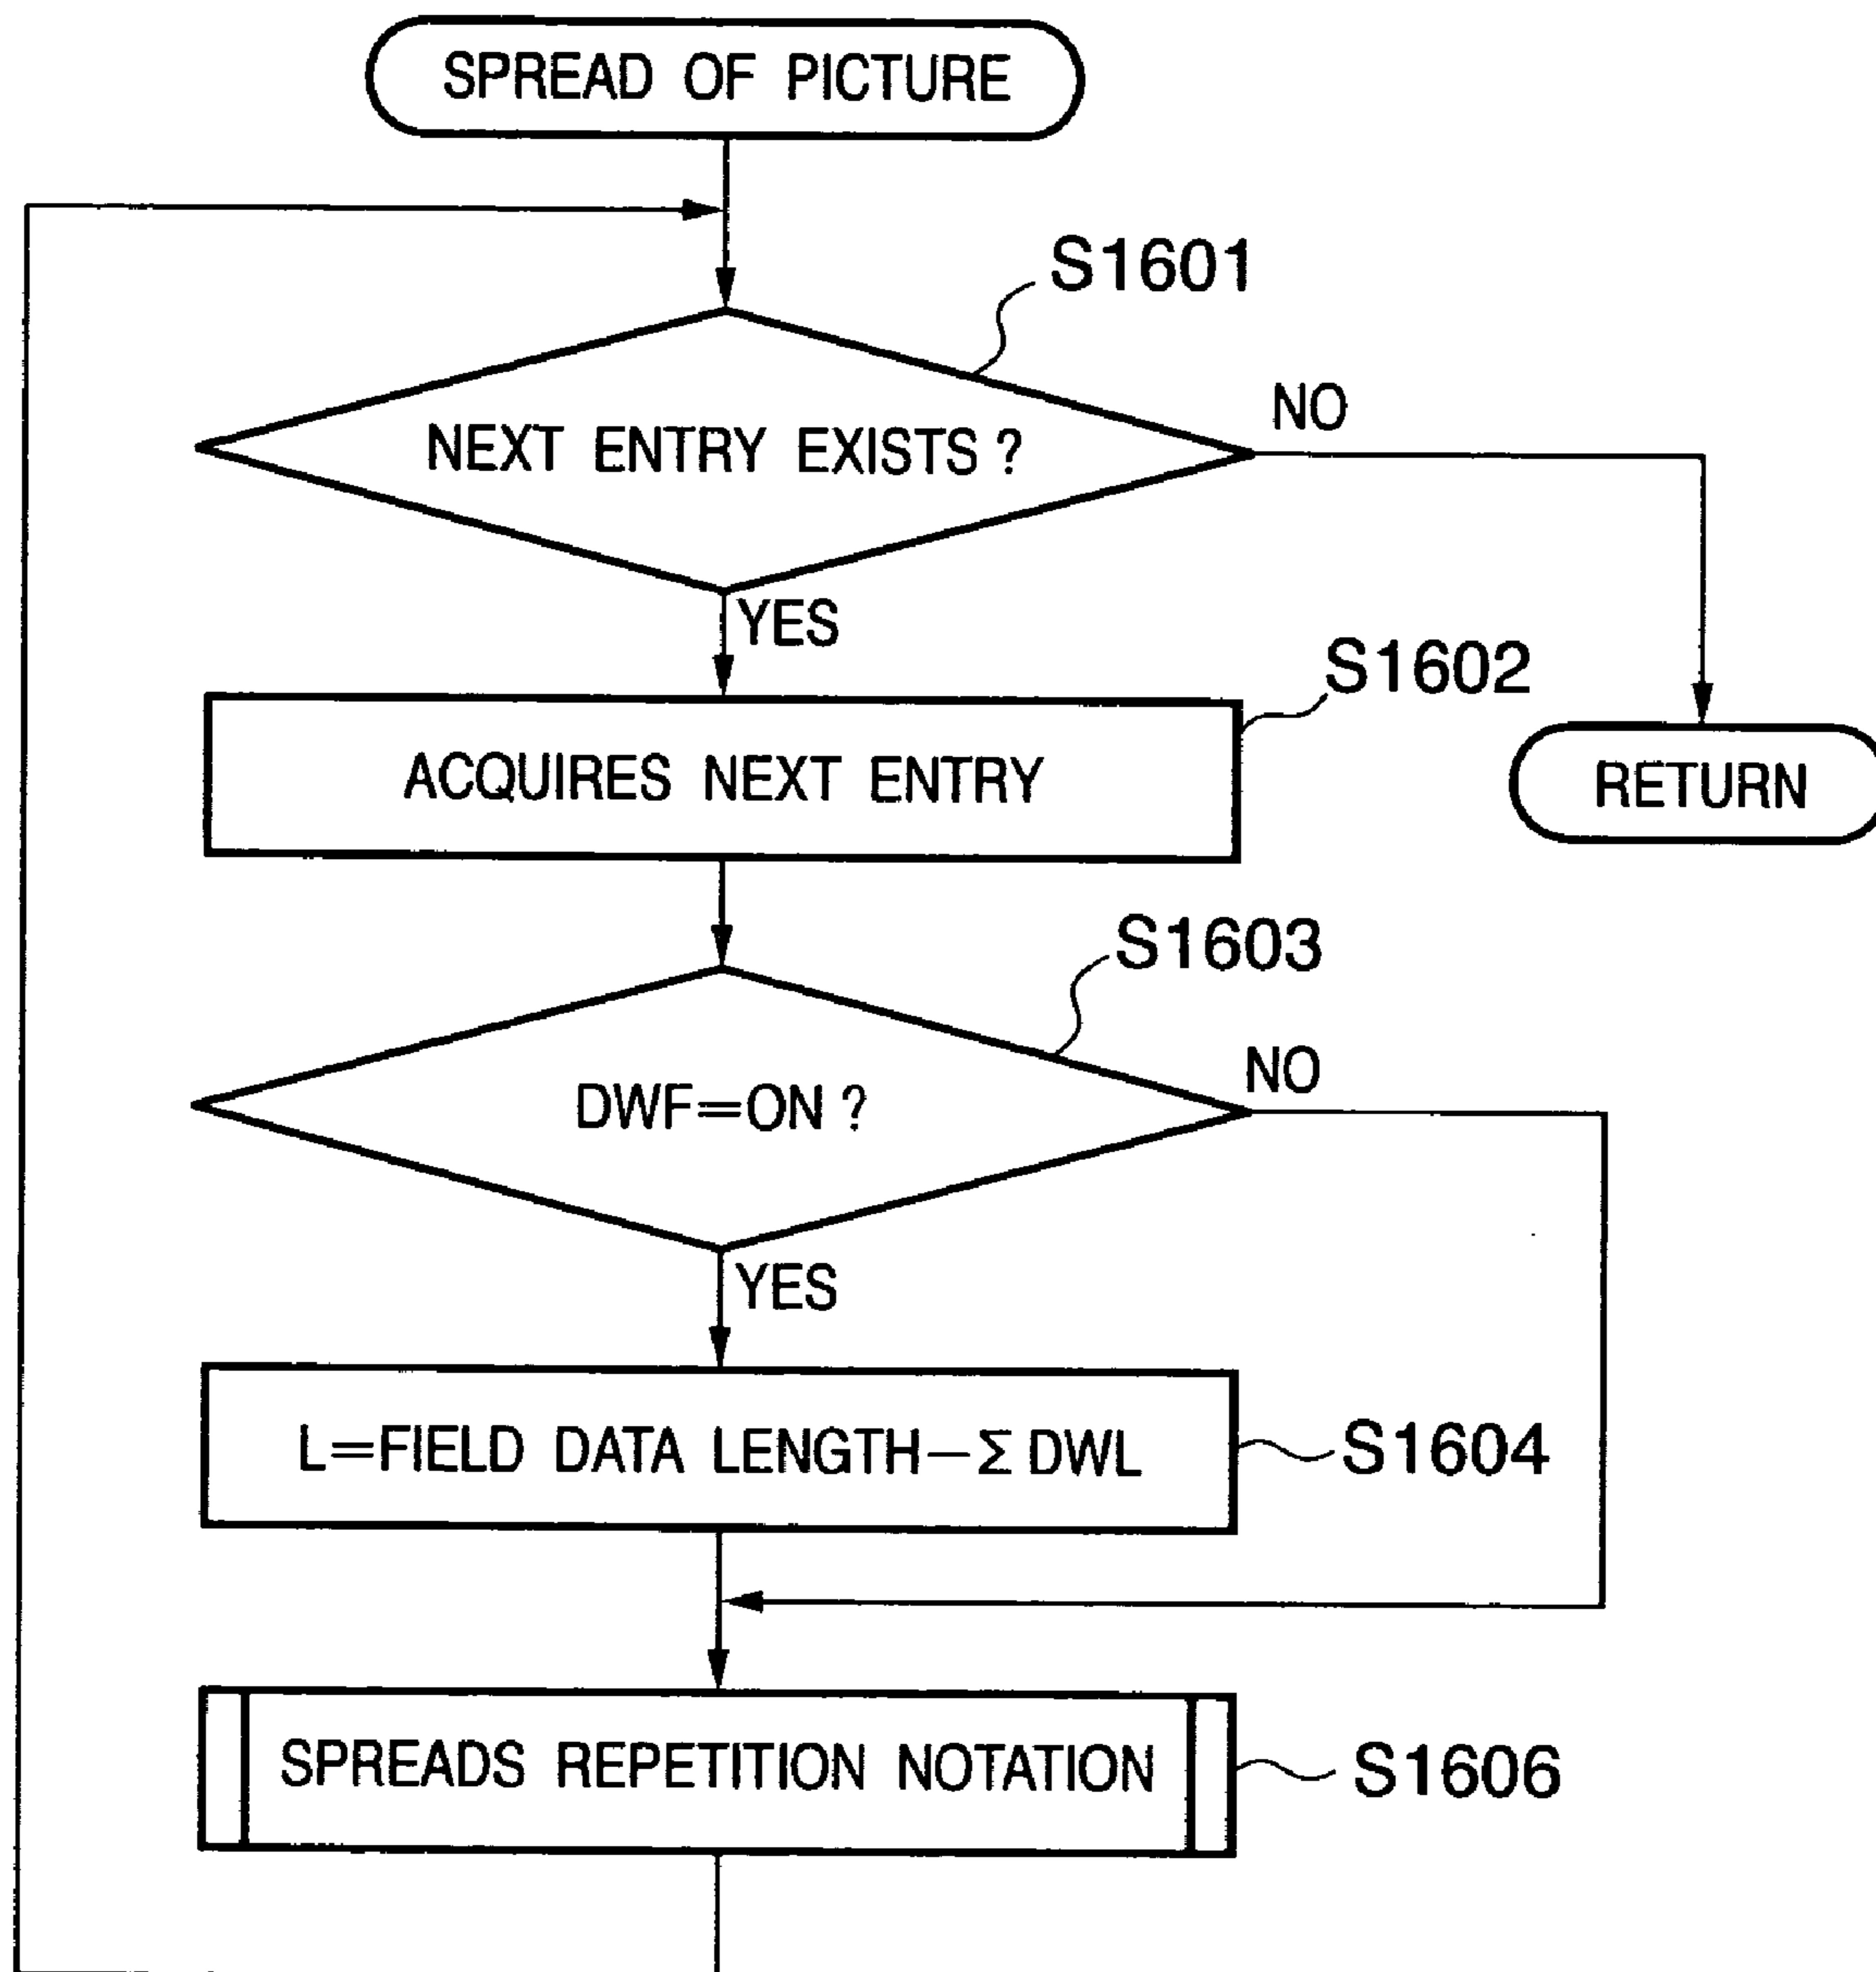 SPREAD OF PICTURE
S1601
NEXT ENTRY EXISTS ?
NO
YES
S1602
ACQUIRES NEXT ENTRY
RETURN
S1603
DWF=ON ?
NO
YES
L=FIELD DATA LENGTH-Σ DWL
S1604
SPREADS REPETITION NOTATION
S1606